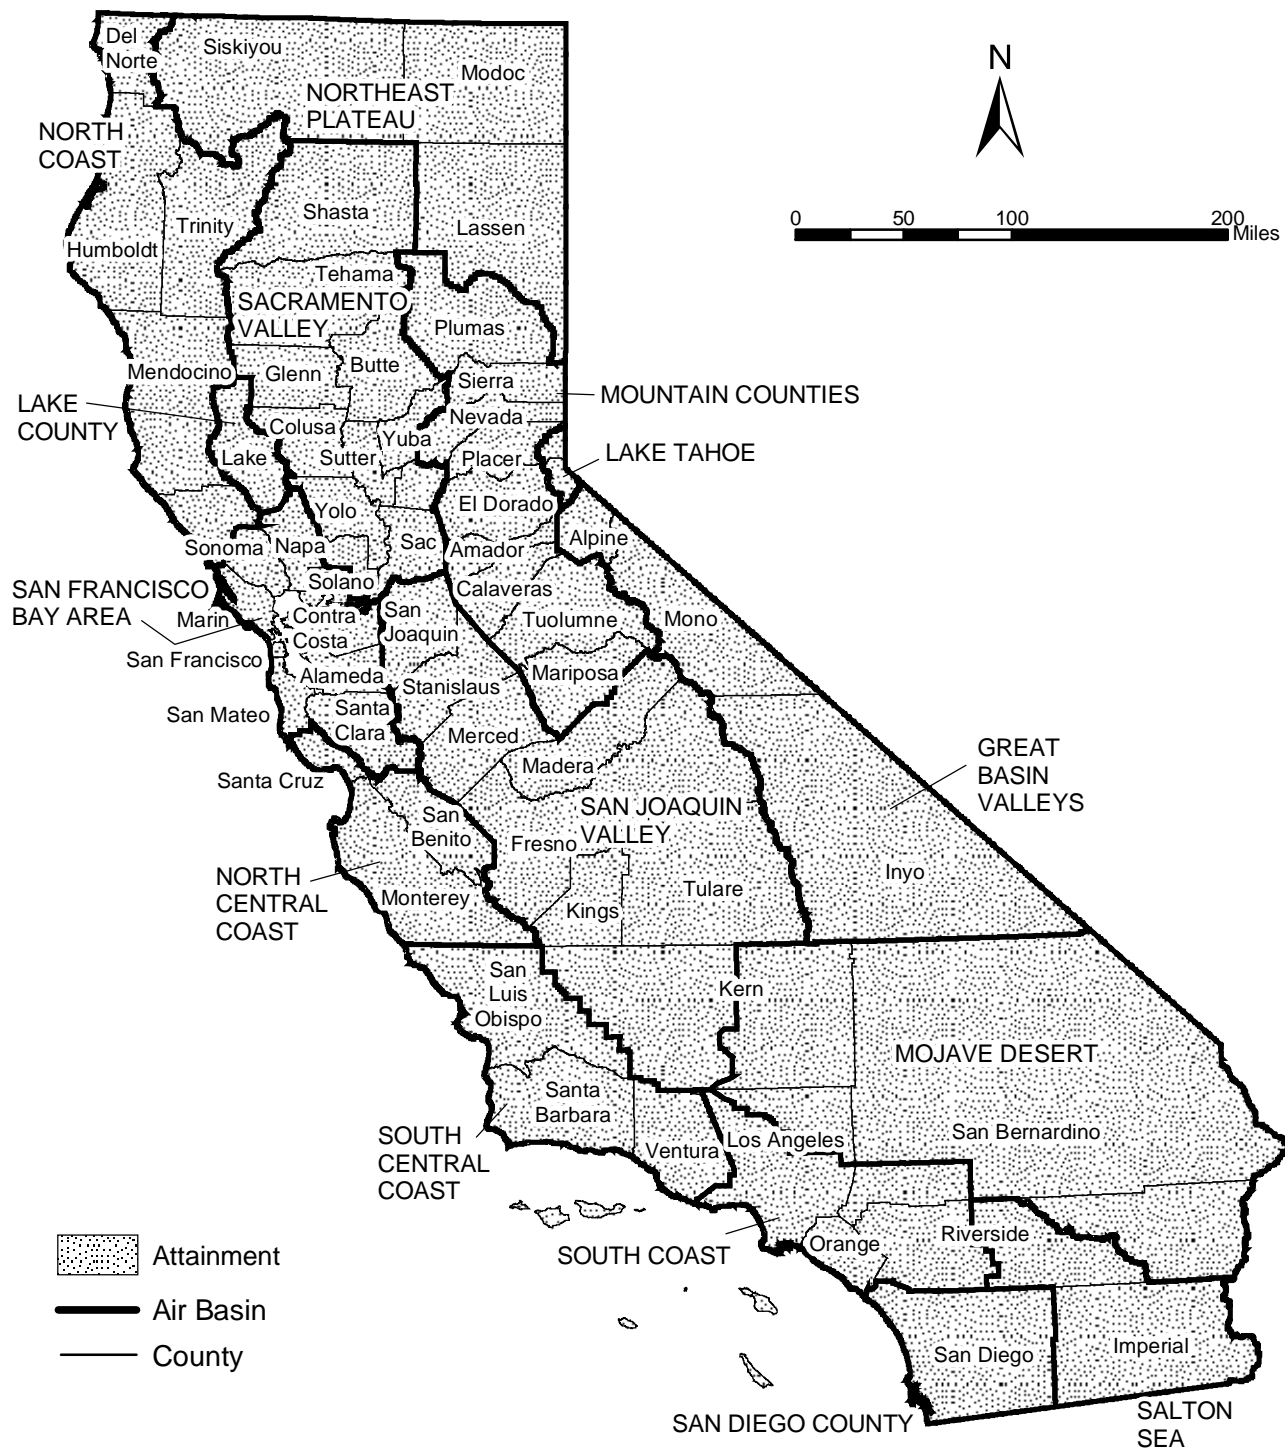 Del
Norte
Siskiyou
Modoc
NORTHEAST
PLATEAU
NORTH
COAST
N
0 50 100 200
Miles
Shasta
Trinity
Lassen
Humboldt
Tehama
SACRAMENTO
VALLEY
Plumas
Mendocino
Glenn
Butte
Sierra
MOUNTAIN COUNTIES
LAKE
COUNTY
Nevada
Colusa
Yuba
LAKE TAHOE
Lake
Sutter
Placer
Yolo
El Dorado
Sonoma
Napa
Sac
Amador
Alpine
Solano
Calaveras
SAN FRANCISCO
BAY AREA
Marin
Contra
Costa
San
Joaquin
Tuolumne
Mono
San Francisco
Alameda
Stanislaus
Mariposa
San Mateo
Santa
Clara
Merced
GREAT
BASIN
VALLEYS
Santa Cruz
Madera
San
Benito
SAN JOAQUIN
VALLEY
Fresno
Inyo
NORTH
CENTRAL
COAST
Monterey
Kings
Tulare
San
Luis
Obispo
Kern
MOJAVE DESERT
Santa
Barbara
San Bernardino
SOUTH
CENTRAL
COAST
Ventura
Los Angeles
SOUTH COAST
Orange
Riverside
Attainment
Air Basin
County
San Diego
Imperial
SAN DIEGO COUNTY
SALTON
SEA